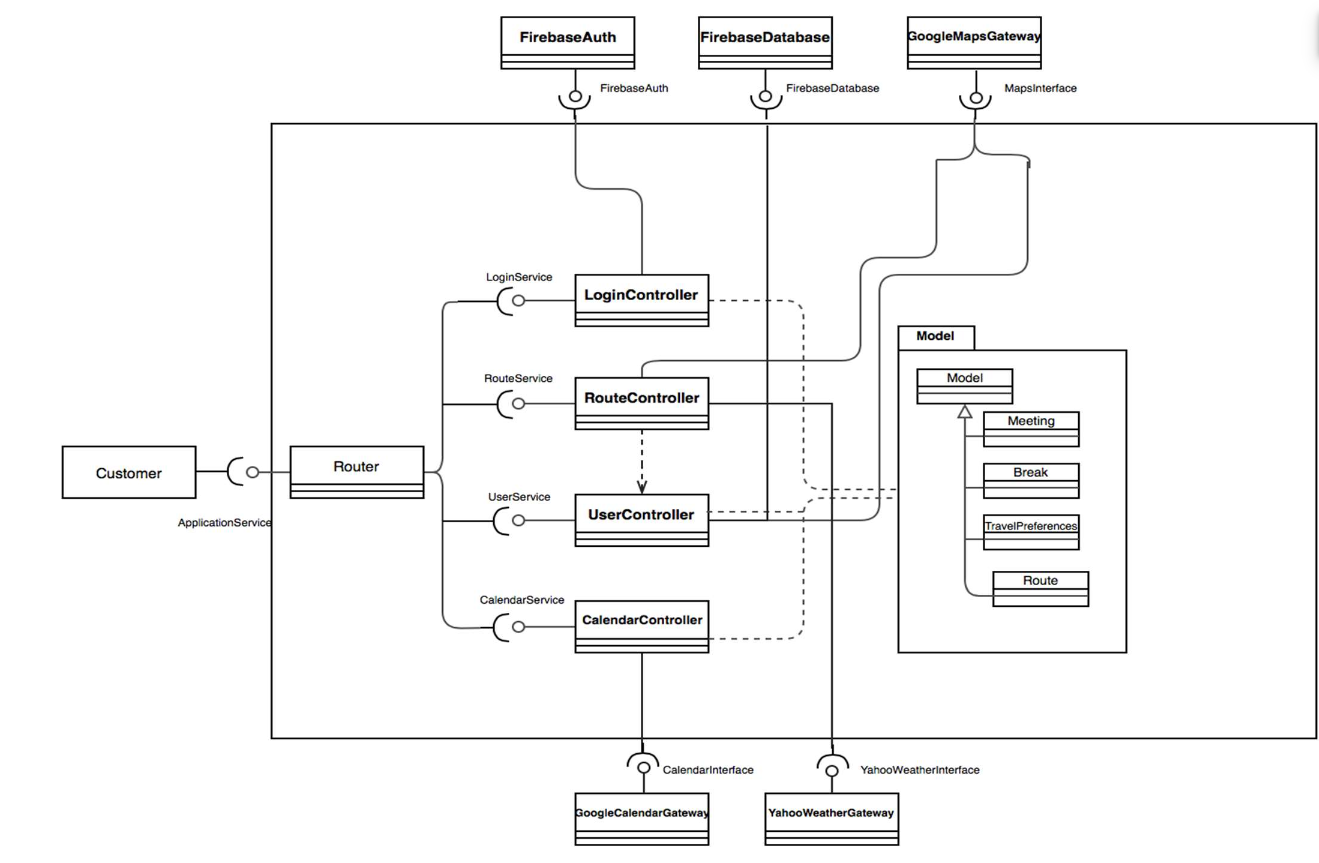 FirebaseAuth
FirebaseDatabase
GoogleMapsGateway
FirebaseAuth
FirebaseDatabase
MapsInterface
LoginService
LoginController
Model
RouteService
RouteController
Model
Meeting
Customer
Router
Break
UserService
UserController
ApplicationService
TravelPreferences
CalendarService
CalendarController
Route
CalendarInterface
YahooWeatherInterface
GoogleCalendarGateway
YahooWeatherGateway